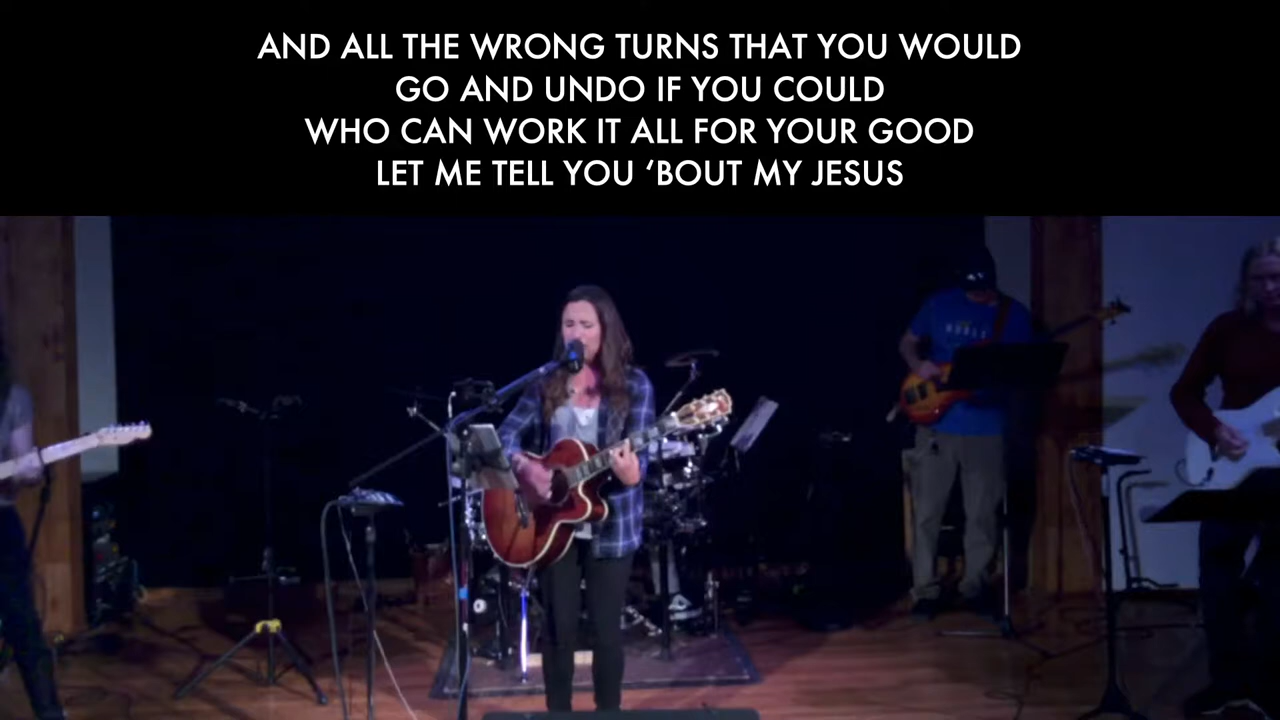 AND ALL THE WRONG TURNS THAT YOU WOULD
GO AND UNDO IF YOU COULD
WHO CAN WORK IT ALL FOR YOUR GOOD
LET ME TELL YOU ‘BOUT MY JESUS